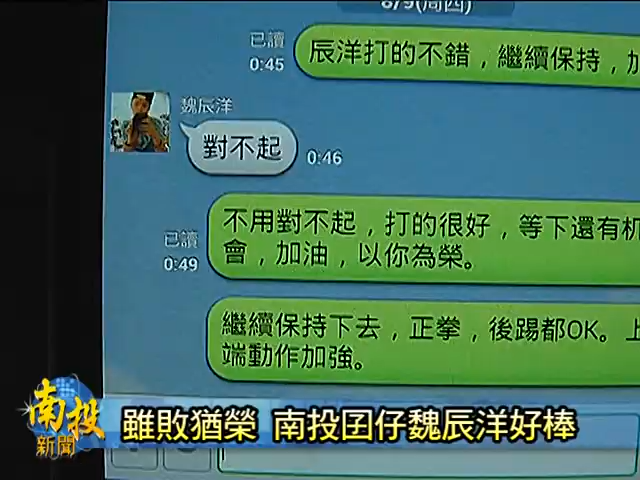 8/9(周四)
已讀
0:45
辰洋打的不錯，繼續保持，加
魏辰洋
對不起
0:46
不用對不起，打的很好，等下還有机
會，加油，以你為榮。
已讀
0:49
繼續保持下去，正拳，後踢都OK。上
端動作加強。
南投
新聞
雖敗猶榮 南投囝仔魏辰洋好棒